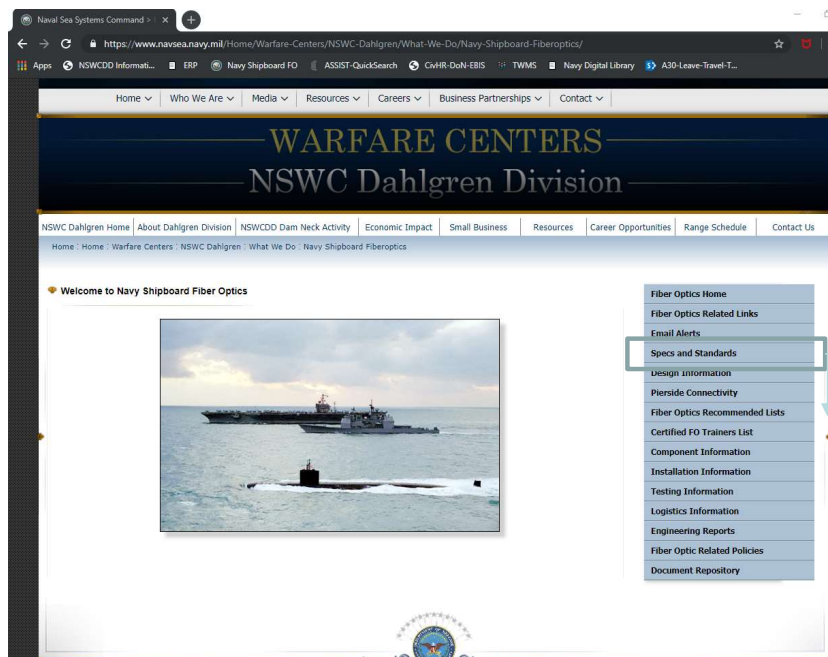 Naval Sea Systems Command > 
https://www.navsea.navy.mil/Home/Warfare-Centers/NSWC-Dahlgren/What-We-Do/Navy-Shipboard-Fiberoptics/
Apps NSWCDD Informati... ERP Navy Shipboard FO ASSIST-QuickSearch CivHR-DoN-EBIS TWMS Navy Digital Library A30-Leave-Travel-T...
Home Who We Are Media Resources Careers Business Partnerships Contact
WARFARE CENTERS
NSWC Dahlgren Division
NSWC Dahlgren Home About Dahlgren Division NSWCDD Dam Neck Activity Economic Impact Small Business Resources Career Opportunities Range Schedule Contact Us
Home : Home : Warfare Centers : NSWC Dahlgren : What We Do : Navy Shipboard Fiberoptics
Welcome to Navy Shipboard Fiber Optics
Fiber Optics Home
Fiber Optics Related Links
Email Alerts
Specs and Standards
Design Information
Pierside Connectivity
Fiber Optics Recommended Lists
Certified FO Trainers List
Component Information
Installation Information
Testing Information
Logistics Information
Engineering Reports
Fiber Optic Related Policies
Document Repository